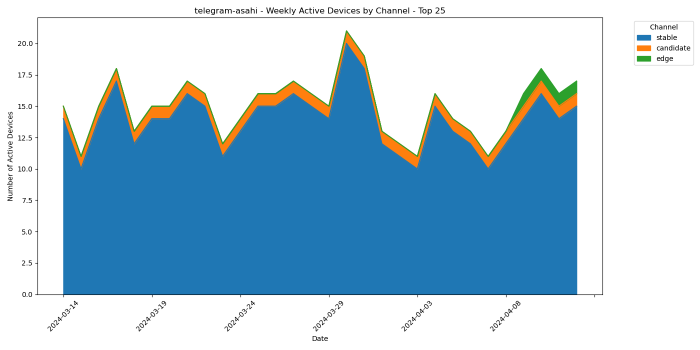 telegram-asahi - Weekly Active Devices by Channel - Top 25
Channel
stable
candidate
edge
Number of Active Devices
20.0
17.5
15.0
12.5
10.0
7.5
5.0
2.5
0.0
2024-03-14
2024-03-19
2024-03-24
2024-03-29
2024-04-03
2024-04-08
Date